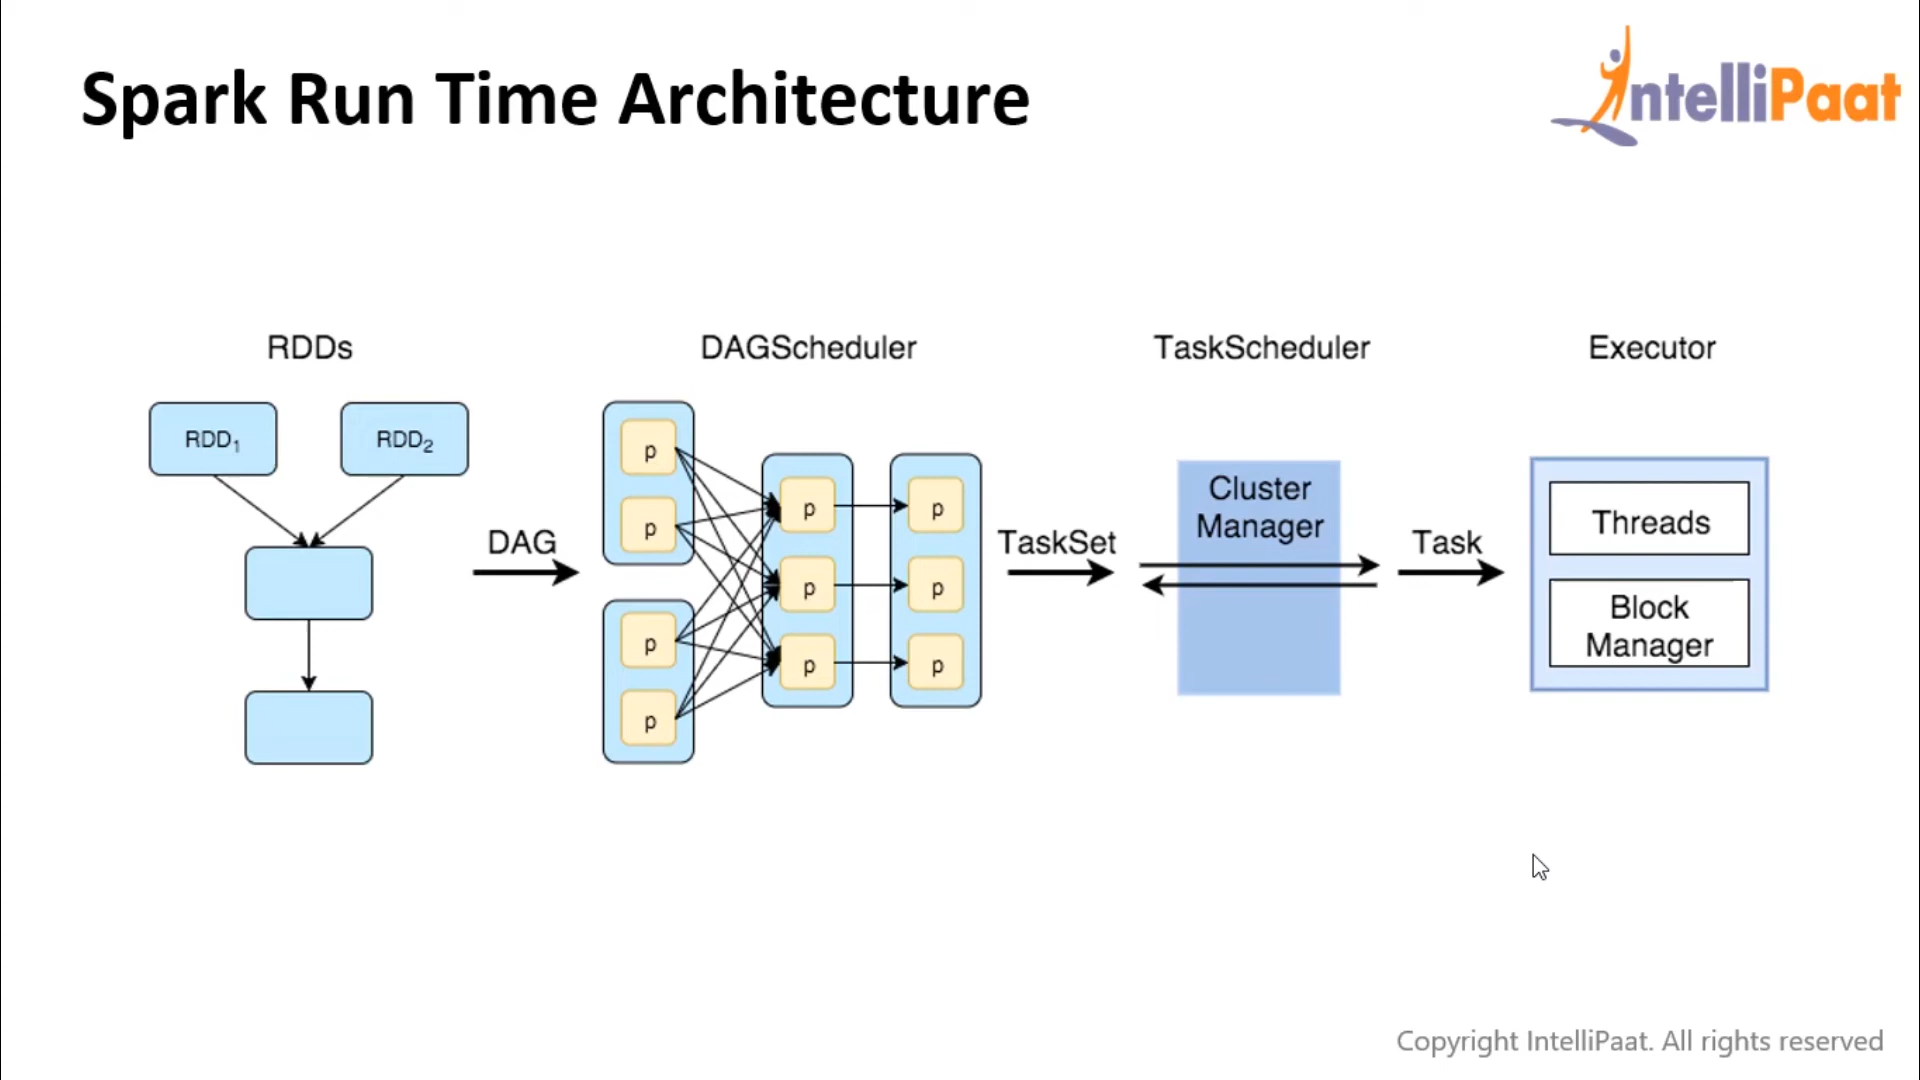 Spark Run Time Architecture
IntelliPaat
RDDs
DAGScheduler
TaskScheduler
Executor
RDD₁
RDD₂
DAG
p
p
p
p
p
p
p
p
p
p
TaskSet
Cluster
Manager
Task
Threads
Block
Manager
Copyright IntelliPaat. All rights reserved